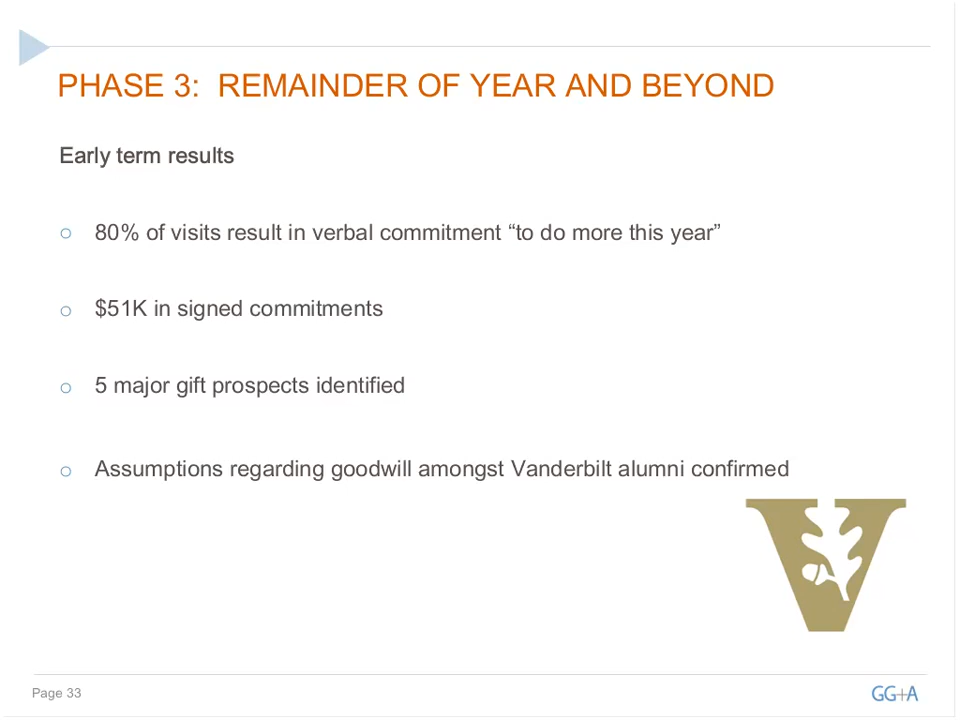 PHASE 3:  REMAINDER OF YEAR AND BEYOND
Early term results
○ 80% of visits result in verbal commitment “to do more this year”
○ $51K in signed commitments
○ 5 major gift prospects identified
○ Assumptions regarding goodwill amongst Vanderbilt alumni confirmed
V
Page 33
GG+A